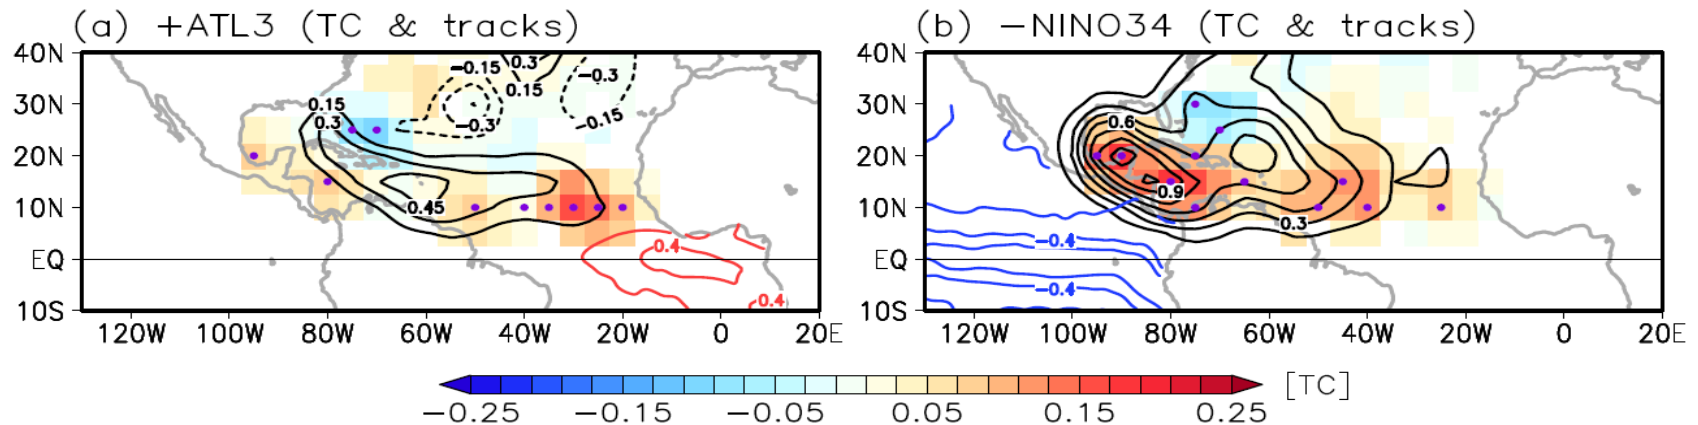 (a) +ATL3 (TC & tracks)
(b) −NINO34 (TC & tracks)
40N
30N
20N
10N
EQ
10S
−0.15
0.3
0.15
−0.3
−0.15
−0.3
0.15
0.3
0.45
0.4
0.4
120W 100W 80W 60W 40W 20W 0 20E
40N
30N
20N
10N
EQ
10S
0.6
0.9
0.3
−0.4
−0.4
120W 100W 80W 60W 40W 20W 0 20E
[TC]
−0.25 −0.15 −0.05 0.05 0.15 0.25